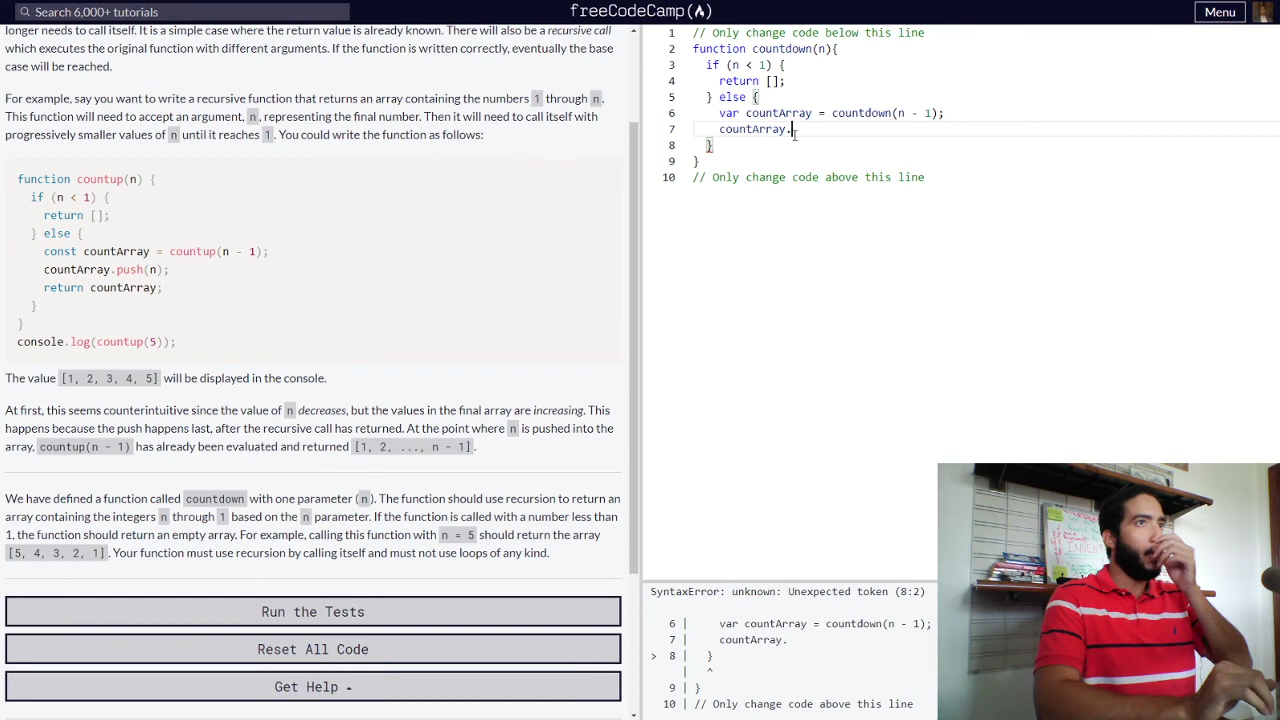 Search 6,000+ tutorials
freeCodeCamp(🔥)
Menu
longer needs to call itself. It is a simple case where the return value is already known. There will also be a recursive call
which executes the original function with different arguments. If the function is written correctly, eventually the base
case will be reached.
For example, say you want to write a recursive function that returns an array containing the numbers 1 through n.
This function will need to accept an argument, n, representing the final number. Then it will need to call itself with
progressively smaller values of n until it reaches 1. You could write the function as follows:
function countup(n) {
if (n < 1) {
return [];
} else {
const countArray = countup(n - 1);
countArray.push(n);
return countArray;
}
}
console.log(countup(5));
The value [1, 2, 3, 4, 5] will be displayed in the console.
At first, this seems counterintuitive since the value of n decreases, but the values in the final array are increasing. This
happens because the push happens last, after the recursive call has returned. At the point where n is pushed into the
array, countup(n - 1) has already been evaluated and returned [1, 2, ..., n - 1].
We have defined a function called countdown with one parameter (n). The function should use recursion to return an
array containing the integers n through 1 based on the n parameter. If the function is called with a number less than
1, the function should return an empty array. For example, calling this function with n = 5 should return the array
[5, 4, 3, 2, 1]. Your function must use recursion by calling itself and must not use loops of any kind.
Run the Tests
Reset All Code
Get Help
1 // Only change code below this line
2 function countdown(n){
3 if (n < 1) {
4 return [];
5 } else {
6 var countArray = countdown(n - 1);
7 countArray.
8 }
9 }
10 // Only change code above this line
SyntaxError: unknown: Unexpected token (8:2)
6 | var countArray = countdown(n - 1);
7 | countArray.
> 8 | }
| ^
9 | }
10 | // Only change code above this line